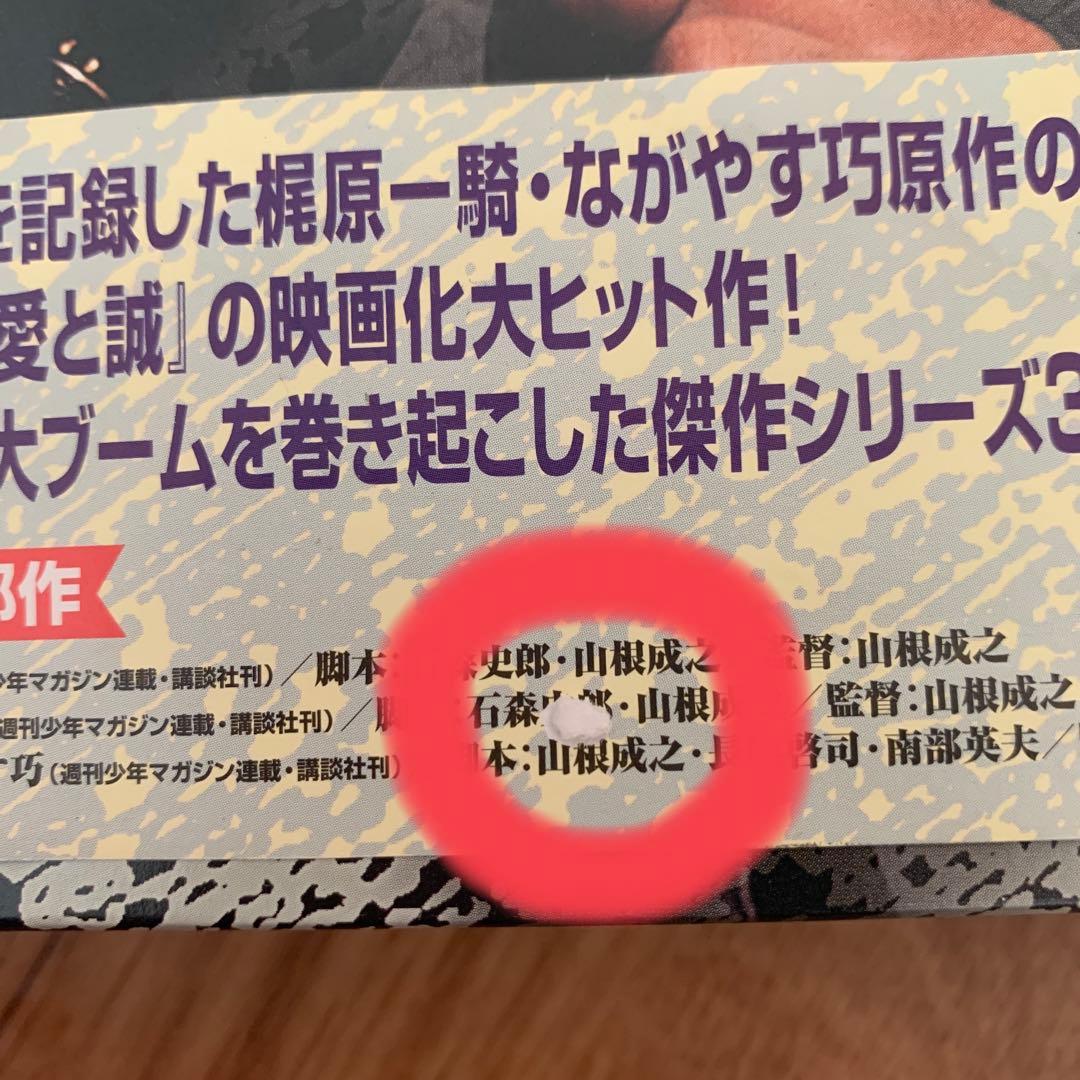 を記録した梶原一騎・ながやす巧原作の
愛と誠』の映画化大ヒット作!
大ブームを巻き起こした傑作シリーズ3
部作
少年マガジン連載・講談社刊)／脚本: 史郎・山根成之 監督:山根成之
週刊少年マガジン連載・講談社刊)／ 石森 郎・山根成 ／監督:山根成之
す巧(週刊少年マガジン連載・講談社刊) 脚本:山根成之・長 啓司・南部英夫／